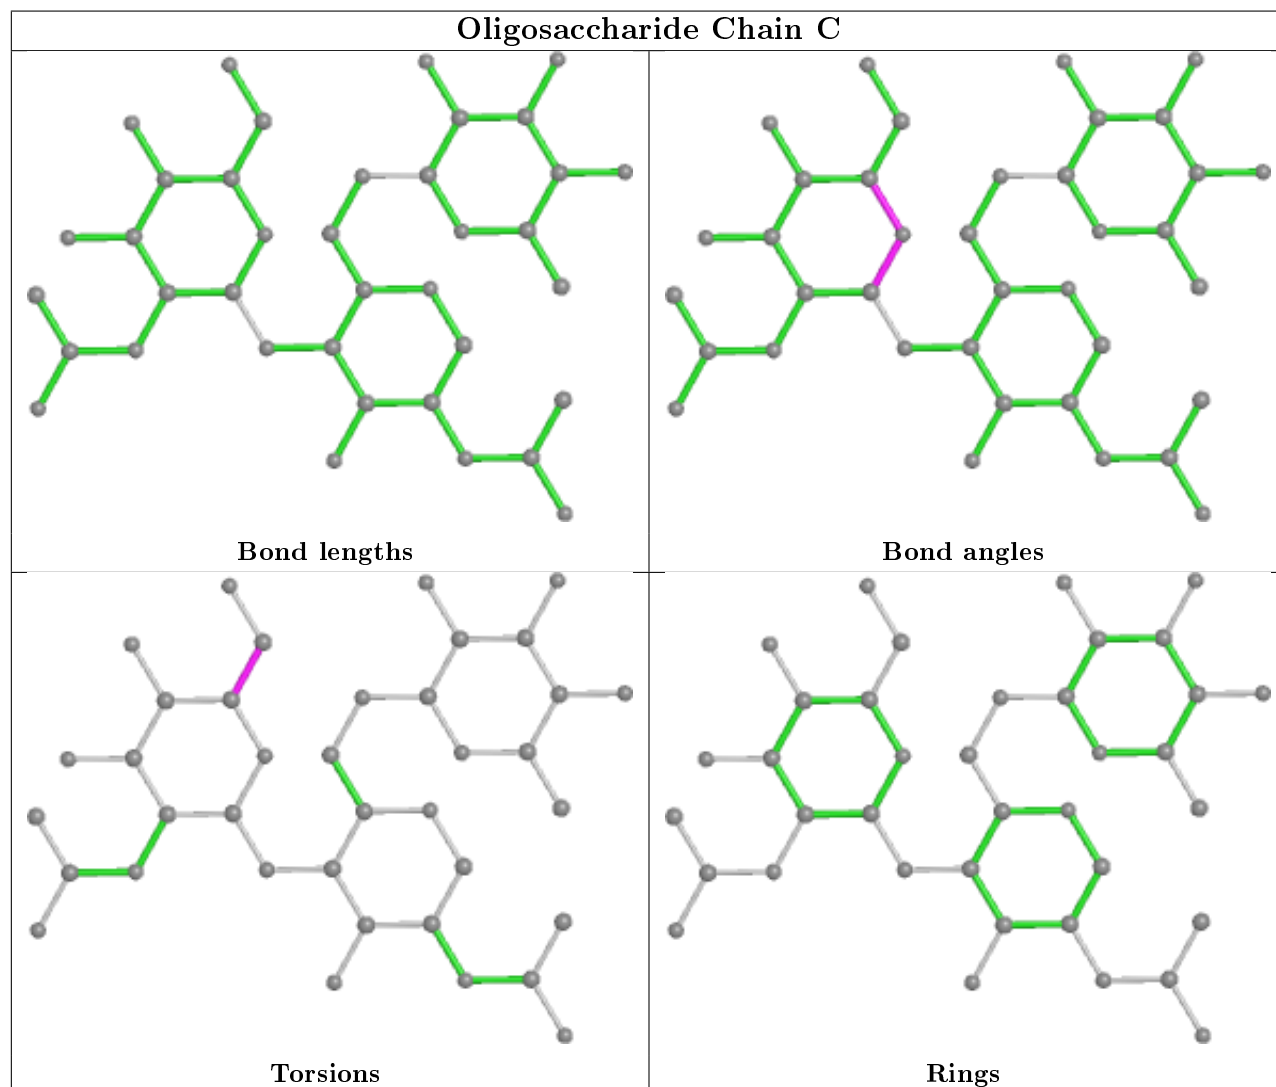 Oligosaccharide Chain C
Bond lengths
Bond angles
Torsions
Rings